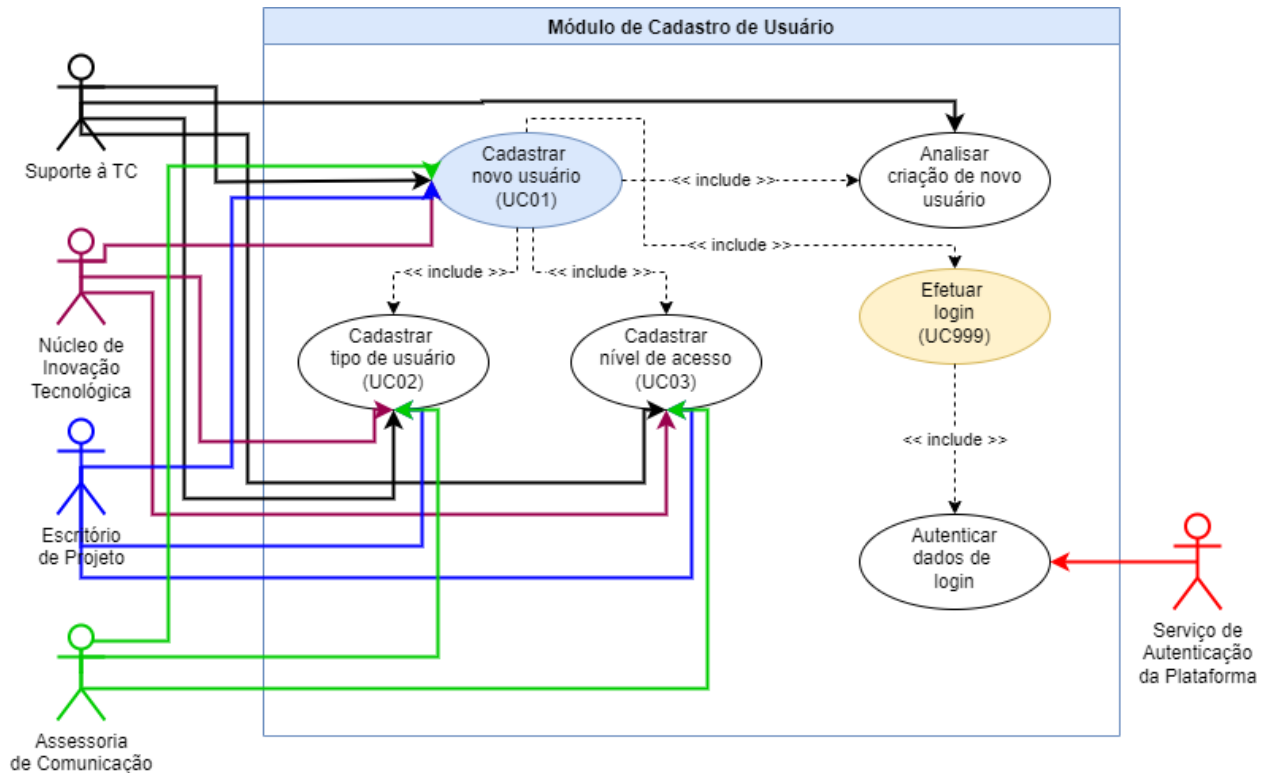 Módulo de Cadastro de Usuário
Suporte à TC
Cadastrar
novo usuário
(UC01)
<< include >>
Analisar
criação de novo
usuário
<< include >>
<< include >>
<< include >>
Efetuar
login
(UC999)
Núcleo de
Inovação
Tecnológica
Cadastrar
tipo de usuário
(UC02)
Cadastrar
nível de acesso
(UC03)
<< include >>
Escritório
de Projeto
Autenticar
dados de
login
Serviço de
Autenticação
da Plataforma
Assessoria
de Comunicação